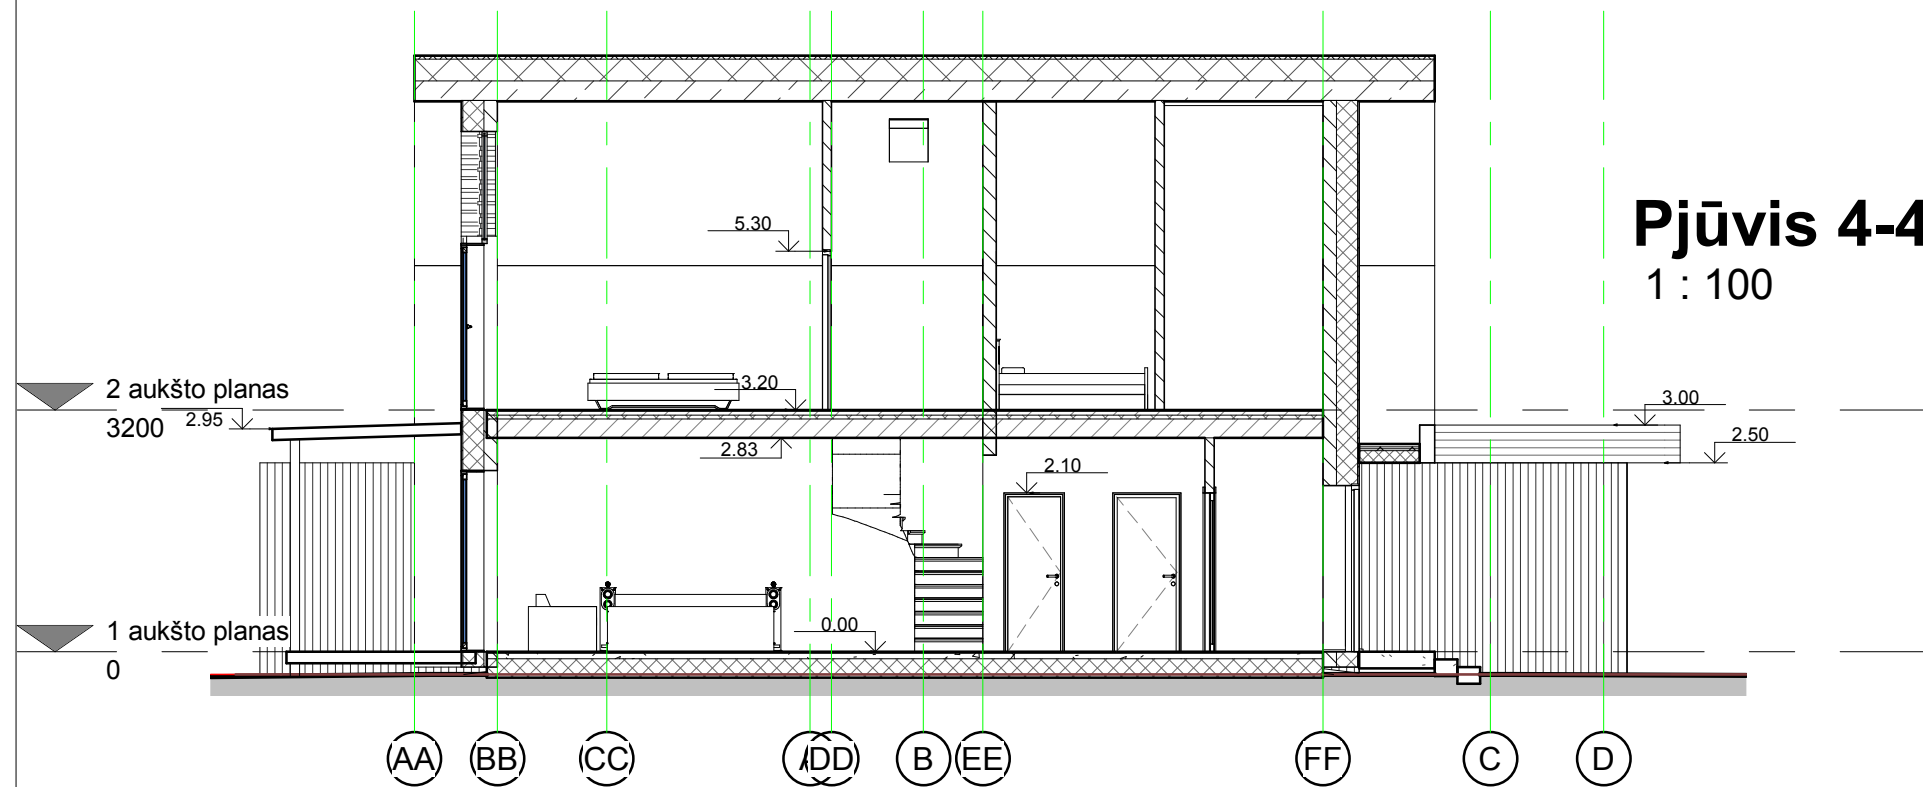 Pjūvis 4-4
1 : 100
5.30
2 aukšto planas
3200
2.95
3.20
3.00
2.83
2.50
2.10
1 aukšto planas
0
0.00
AA
BB
CC
A
DD
B
EE
FF
C
D